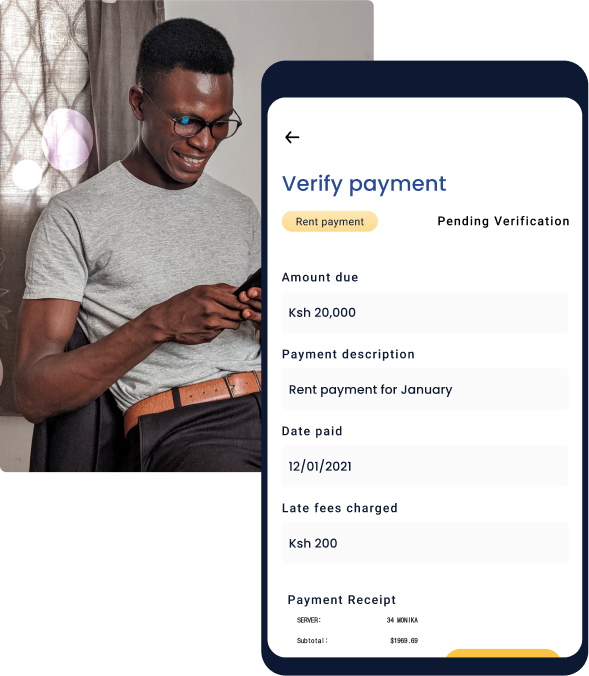 Verify payment
Rent payment
Pending Verification
Amount due
Ksh 20,000
Payment description
Rent payment for January
Date paid
12/01/2021
Late fees charged
Ksh 200
Payment Receipt
SERVER: 34 MONIKA
Subtotal: $1969.69